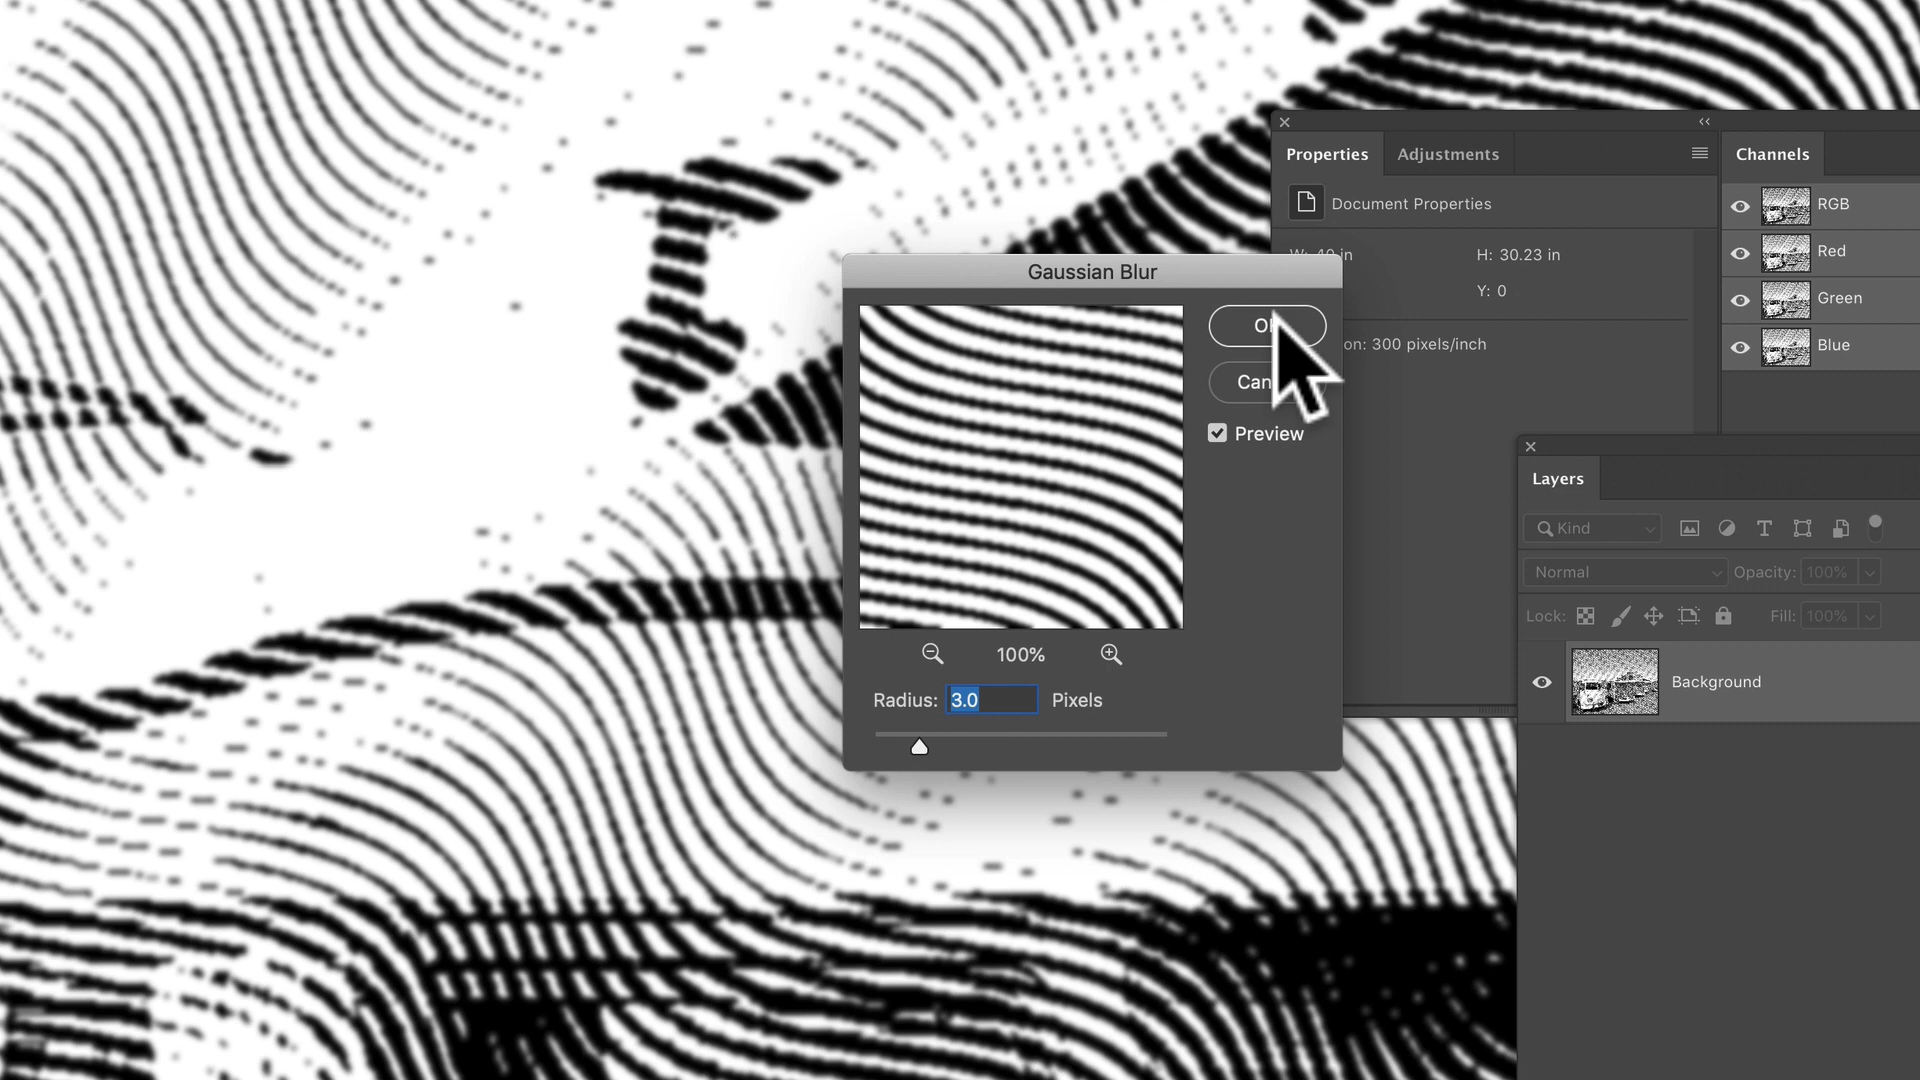 Properties
Adjustments
Channels
Document Properties
RGB
in
H: 30.23 in
Red
Y: 0
Green
on: 300 pixels/inch
Blue
Gaussian Blur
Preview
100%
Radius: 3.0 Pixels
Layers
Kind
Normal
Opacity: 100%
Lock:
Fill: 100%
Background